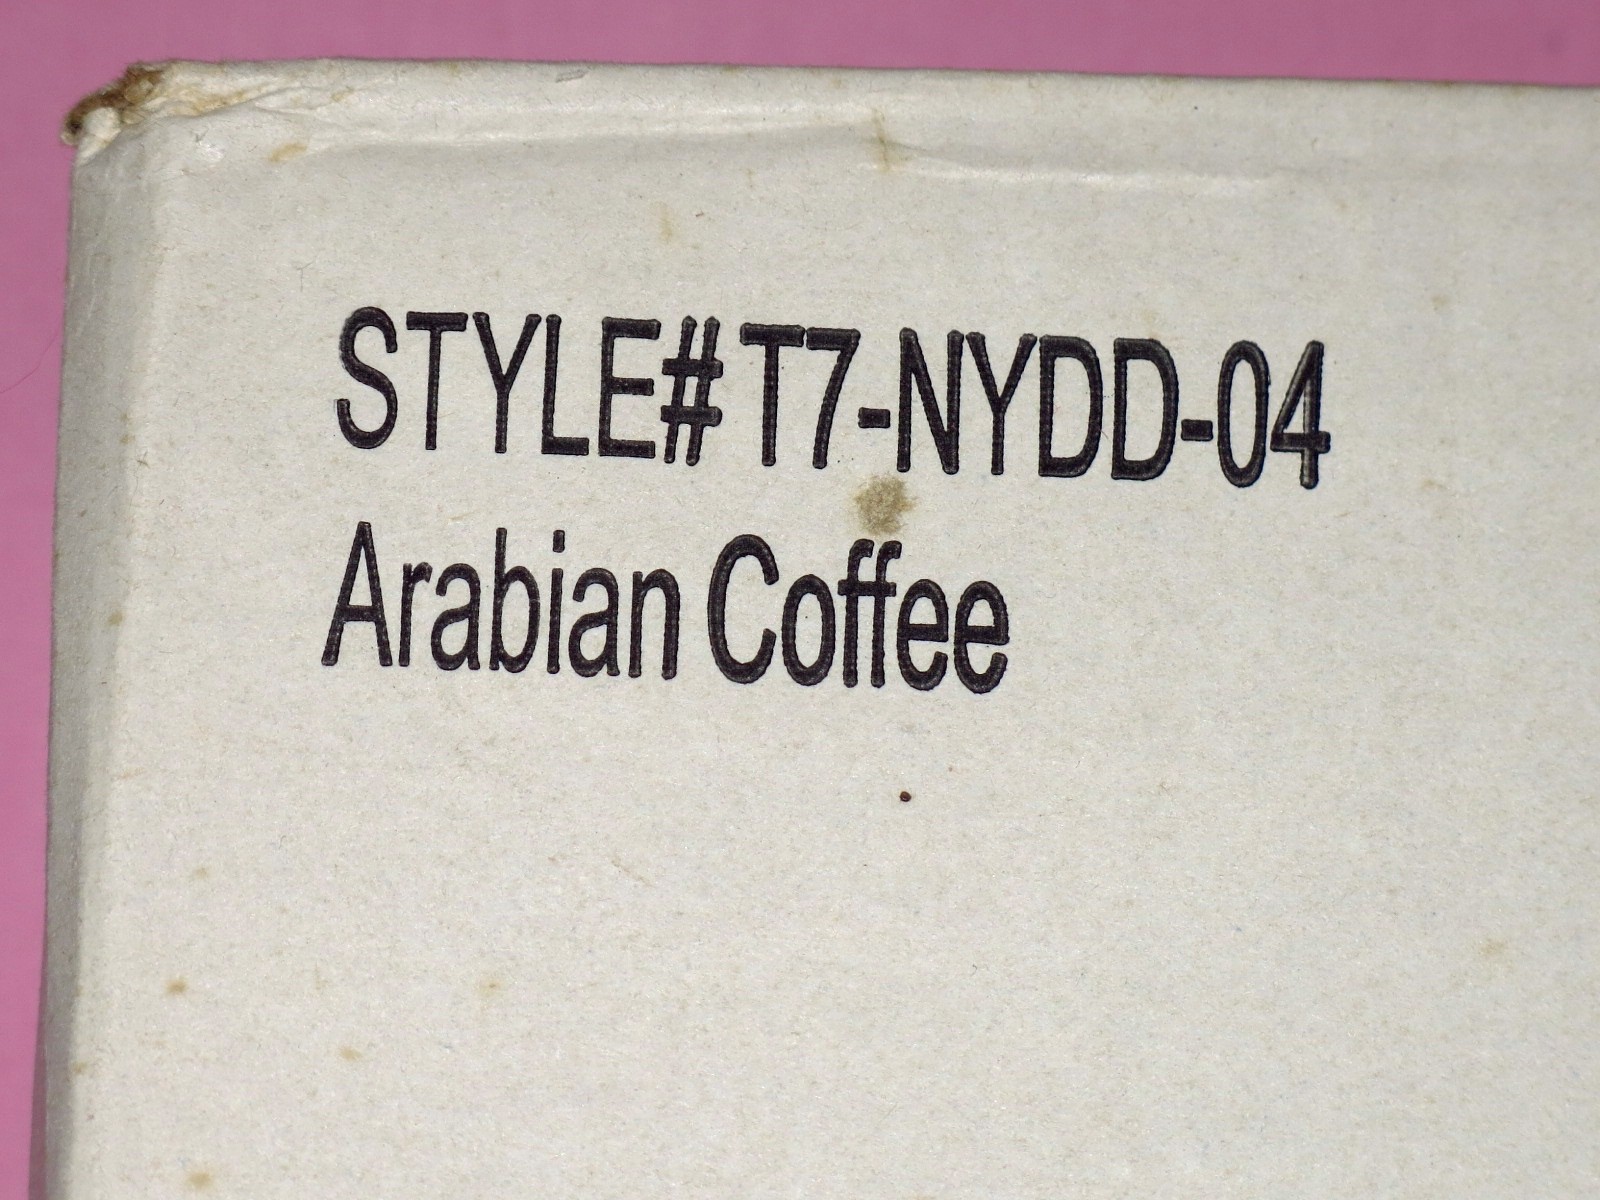 STYLE# T7-NYDD-04
Arabian Coffee